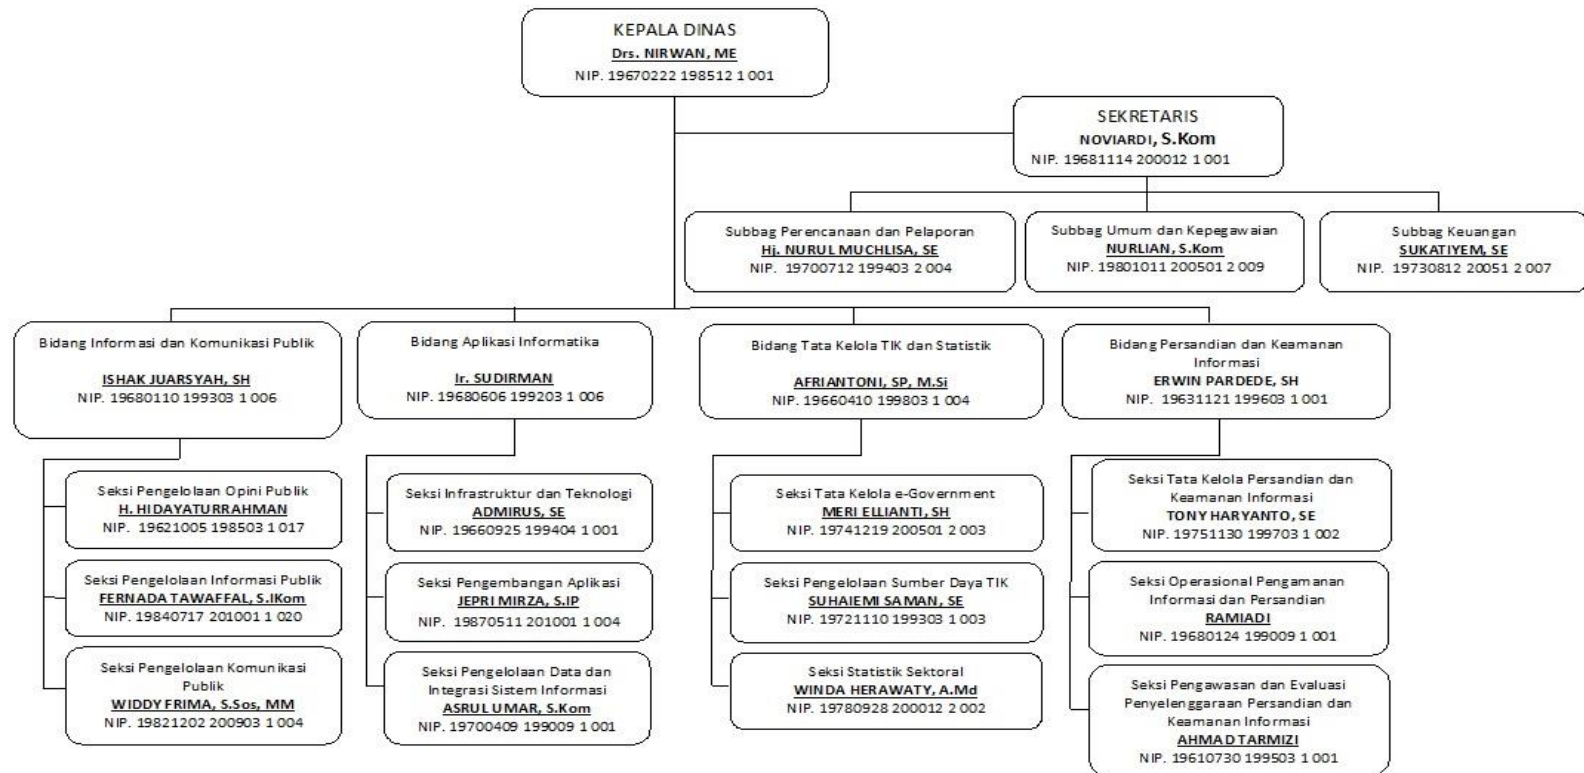 KEPALA DINAS
Drs. NIRWAN, ME
NIP. 19670222 198512 1 001
SEKRETARIS
NOVIARDI, S.Kom
NIP. 19681114 200012 1 001
Subbag Perencanaan dan Pelaporan
Hj. NURUL MUCHLISA, SE
NIP. 19700712 199403 2 004
Subbag Umum dan Kepegawaian
NURLIAN, S.Kom
NIP. 19801011 200501 2 009
Subbag Keuangan
SUKATIYEM, SE
NIP. 19730812 20051 2 007
Bidang Informasi dan Komunikasi Publik
ISHAK JUARSYAH, SH
NIP. 19680110 199303 1 006
Bidang Aplikasi Informatika
Ir. SUDIRMAN
NIP. 19680606 199203 1 006
Bidang Tata Kelola TIK dan Statistik
AFRIANTONI, SP, M.Si
NIP. 19660410 199803 1 004
Bidang Persandian dan Keamanan
Informasi
ERWIN PARDEDE, SH
NIP. 19631121 199603 1 001
Seksi Pengelolaan Opini Publik
H. HIDAYATURRAHMAN
NIP. 19621005 198503 1 017
Seksi Pengelolaan Informasi Publik
FERNADA TAWAFFAL, S.IKom
NIP. 19840717 201001 1 020
Seksi Pengelolaan Komunikasi
Publik
WIDDY FRIMA, S.Sos, MM
NIP. 19821202 200903 1 004
Seksi Infrastruktur dan Teknologi
ADMIRUS, SE
NIP. 19660925 199404 1 001
Seksi Pengembangan Aplikasi
JEPRI MIRZA, S.IP
NIP. 19870511 201001 1 004
Seksi Pengelolaan Data dan
Integrasi Sistem Informasi
ASRUL UMAR, S.Kom
NIP. 19700409 199009 1 001
Seksi Tata Kelola e-Government
MERI ELLIANTI, SH
NIP. 19741219 200501 2 003
Seksi Pengelolaan Sumber Daya TIK
SUHAIEMI SAMAN, SE
NIP. 19721110 199303 1 003
Seksi Statistik Sektoral
WINDA HERAWATY, A.Md
NIP. 19780928 200012 2 002
Seksi Tata Kelola Persandian dan
Keamanan Informasi
TONY HARYANTO, SE
NIP. 19751130 199703 1 002
Seksi Operasional Pengamanan
Informasi dan Persandian
RAMIADI
NIP. 19680124 199009 1 001
Seksi Pengawasan dan Evaluasi
Penyelenggaraan Persandian dan
Keamanan Informasi
AHMAD TARMIZI
NIP. 19610730 199503 1 001